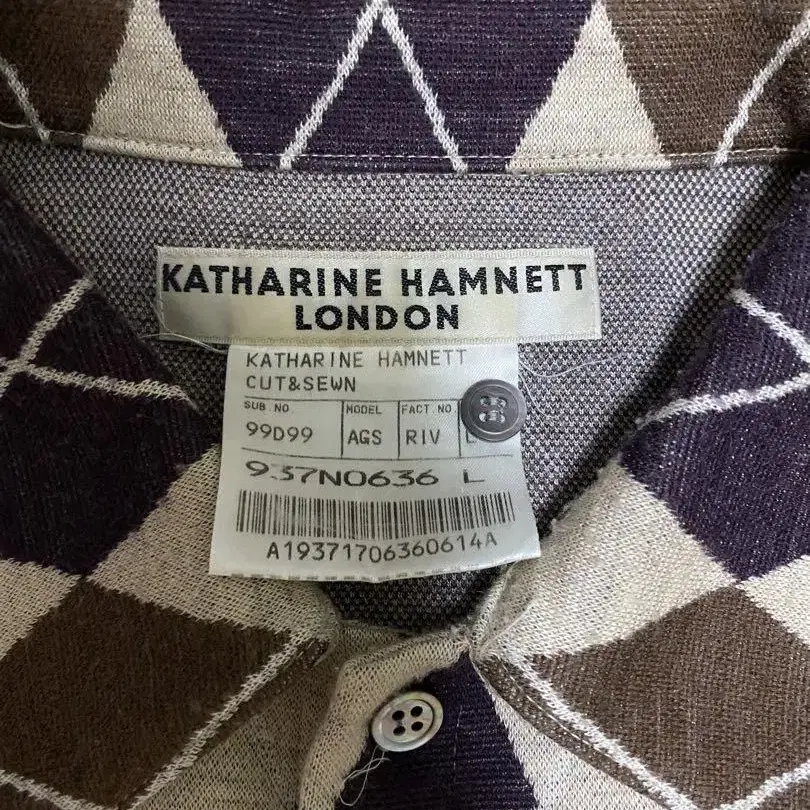 KATHARINE HAMNETT
LONDON
KATHARINE HAMNETT
CUT&SEWN
SUB NO. MODEL FACT.NO.
99D99 AGS RIV L
937N0636 L
A19371706360614A